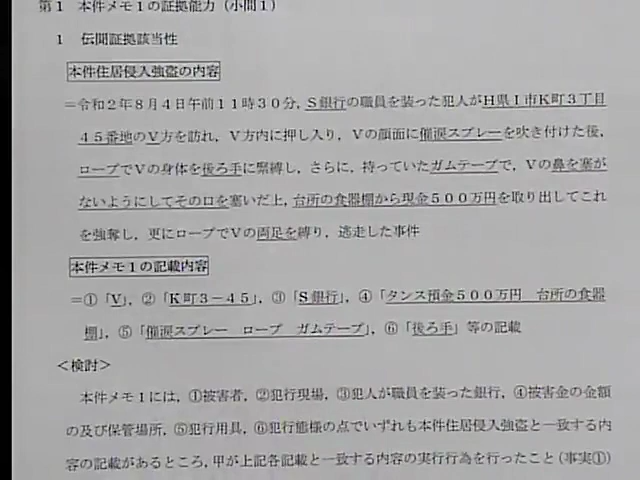 第１　本件メモ１の証拠能力（小問１）
１　伝聞証拠該当性
本件住居侵入強盗の内容
＝令和２年８月４日午前１１時３０分，Ｓ銀行の職員を装った犯人がＨ県Ｉ市Ｋ町３丁目
４５番地のＶ方を訪れ，Ｖ方内に押し入り，Ｖの顔面に催涙スプレーを吹き付けた後，
ロープでＶの身体を後ろ手に緊縛し，さらに，持っていたガムテープで，Ｖの鼻を塞が
ないようにしてその口を塞いだ上，台所の食器棚から現金５００万円を取り出してこれ
を強奪し，更にロープでＶの両足を縛り，逃走した事件
本件メモ１の記載内容
＝①「Ｖ」，②「Ｋ町３－４５」，③「Ｓ銀行」，④「タンス預金５００万円　台所の食器
棚」，⑤「催涙スプレー　ロープ　ガムテープ」，⑥「後ろ手」等の記載
＜検討＞
本件メモ１には，①被害者，②犯行現場，③犯人が職員を装った銀行，④被害金の金額
の及び保管場所，⑤犯行用具，⑥犯行態様の点でいずれも本件住居侵入強盗と一致する内
容の記載があるところ，甲が上記各記載と一致する内容の実行行為を行ったこと（事実①）